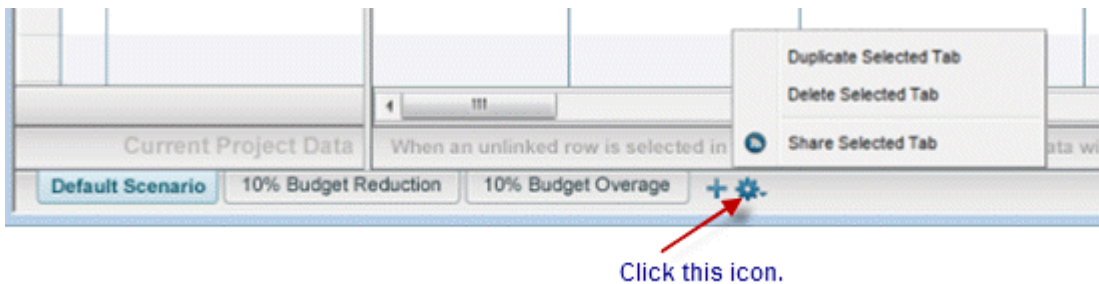 Duplicate Selected Tab
Delete Selected Tab
Share Selected Tab
Current Project Data
When an unlinked row is selected in
ata wi
Default Scenario
10% Budget Reduction
10% Budget Overage
Click this icon.